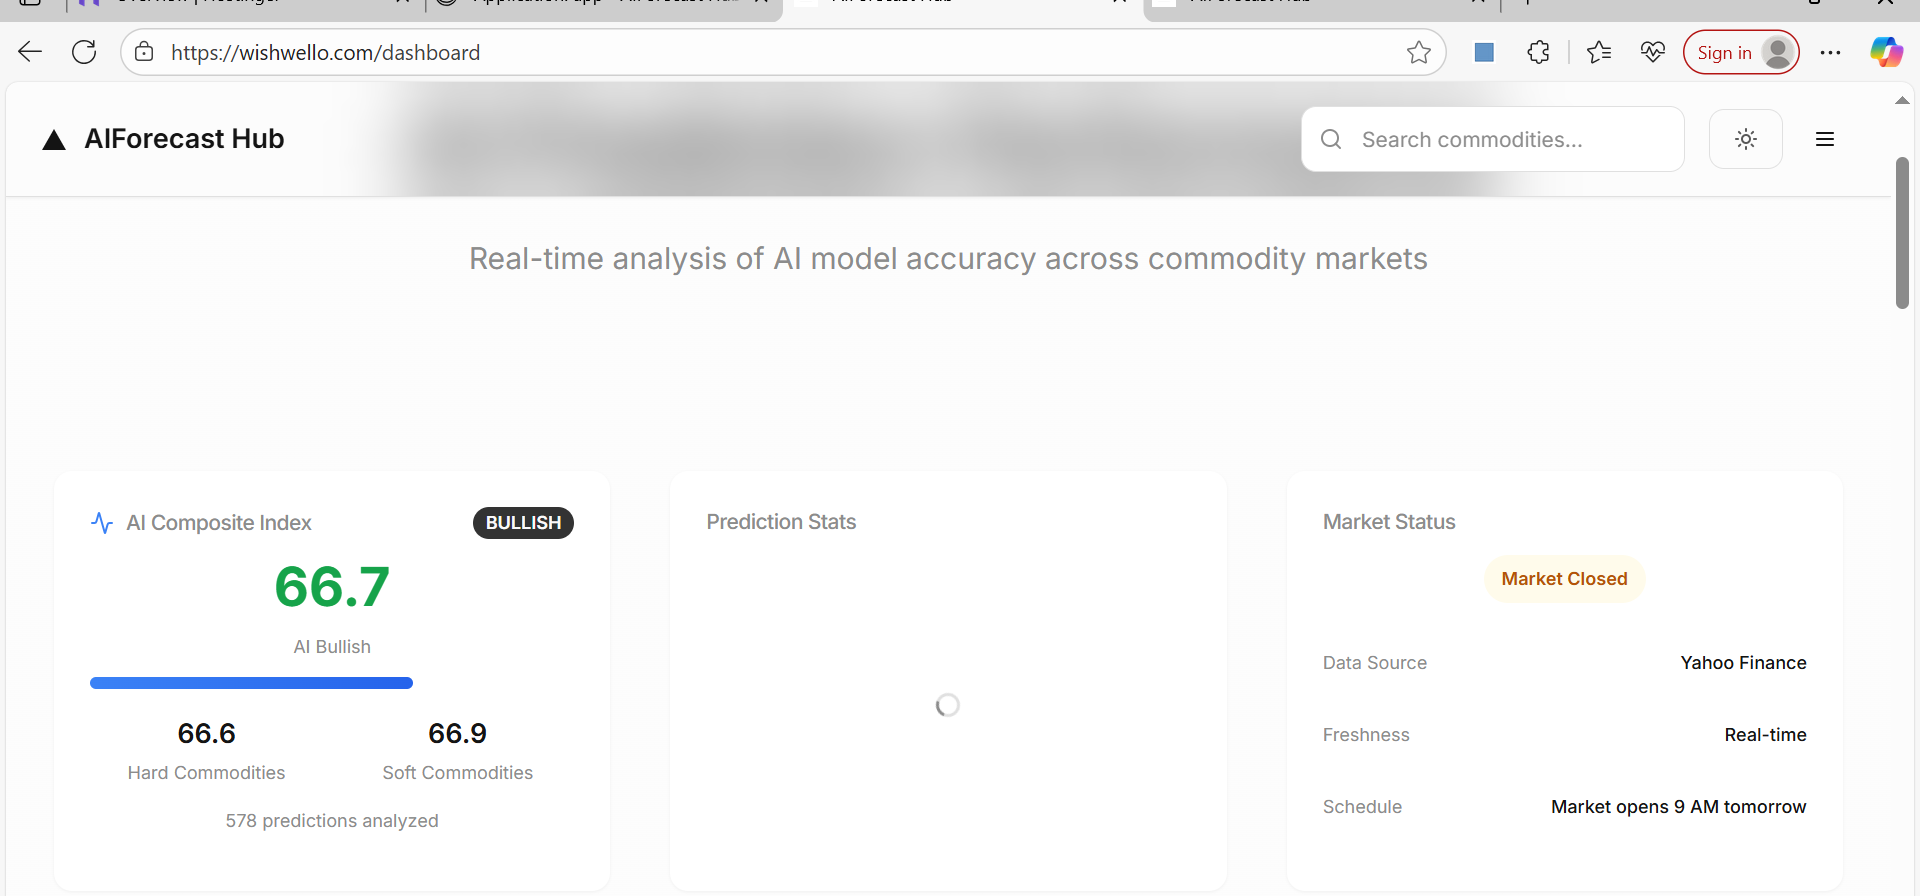 https://wishwello.com/dashboard
Sign in
AIForecast Hub
Search commodities...
Real-time analysis of AI model accuracy across commodity markets
AI Composite Index
BULLISH
66.7
AI Bullish
66.6
66.9
Hard Commodities
Soft Commodities
578 predictions analyzed
Prediction Stats
Market Status
Market Closed
Data Source
Yahoo Finance
Freshness
Real-time
Schedule
Market opens 9 AM tomorrow